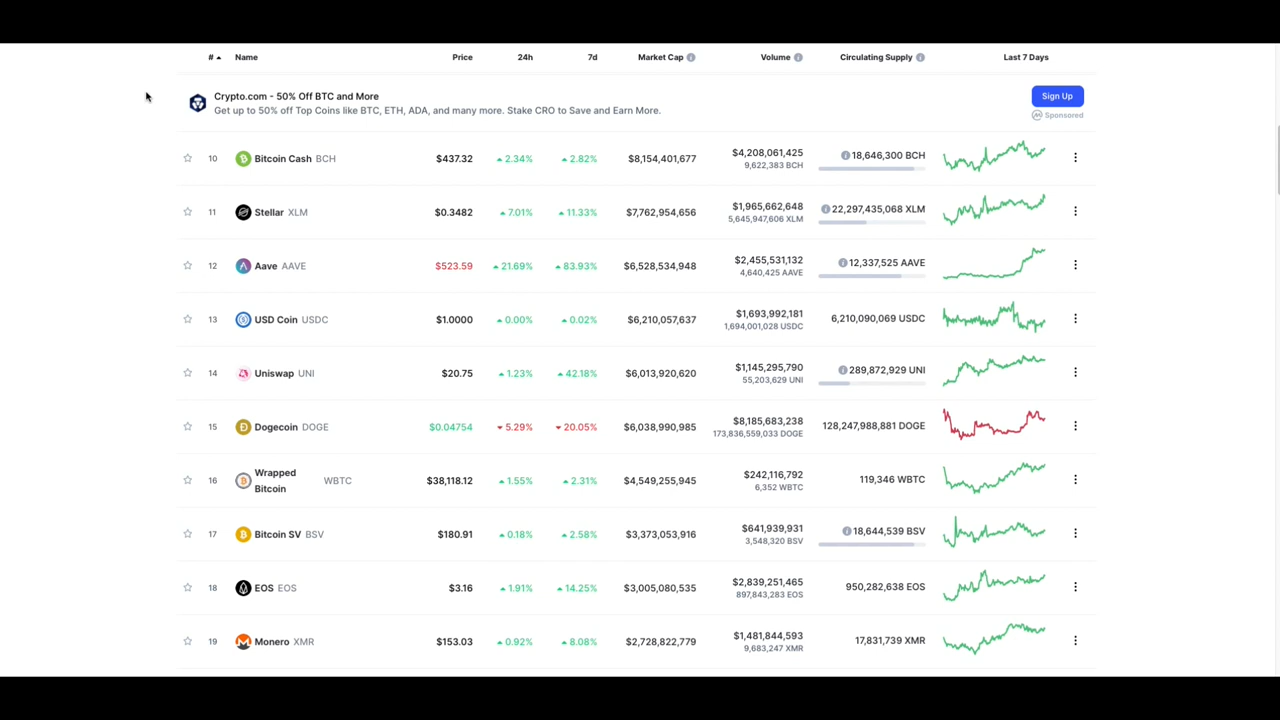 # Name Price 24h 7d Market Cap Volume Circulating Supply Last 7 Days
Crypto.com - 50% Off BTC and More
Get up to 50% off Top Coins like BTC, ETH, ADA, and many more. Stake CRO to Save and Earn More.
Sign Up
Sponsored
10 Bitcoin Cash BCH $437.32 2.34% 2.82% $8,154,401,677 $4,208,061,425 18,646,300 BCH
9,622,383 BCH
11 Stellar XLM $0.3482 7.01% 11.33% $7,762,954,656 $1,965,662,648 22,297,435,068 XLM
5,645,947,606 XLM
12 Aave AAVE $523.59 21.69% 83.93% $6,528,534,948 $2,455,531,132 12,337,525 AAVE
4,640,425 AAVE
13 USD Coin USDC $1.0000 0.00% 0.02% $6,210,057,637 $1,693,992,181 6,210,090,069 USDC
1,694,001,028 USDC
14 Uniswap UNI $20.75 1.23% 42.18% $6,013,920,620 $1,145,295,790 289,872,929 UNI
55,203,629 UNI
15 Dogecoin DOGE $0.04754 5.29% 20.05% $6,038,990,985 $8,185,683,238 128,247,988,881 DOGE
173,836,559,033 DOGE
16 Wrapped Bitcoin WBTC $38,118.12 1.55% 2.31% $4,549,255,945 $242,116,792 119,346 WBTC
6,352 WBTC
17 Bitcoin SV BSV $180.91 0.18% 2.58% $3,373,053,916 $641,939,931 18,644,539 BSV
3,548,320 BSV
18 EOS EOS $3.16 1.91% 14.25% $3,005,080,535 $2,839,251,465 950,282,638 EOS
897,843,283 EOS
19 Monero XMR $153.03 0.92% 8.08% $2,728,822,779 $1,481,844,593 17,831,739 XMR
9,683,247 XMR